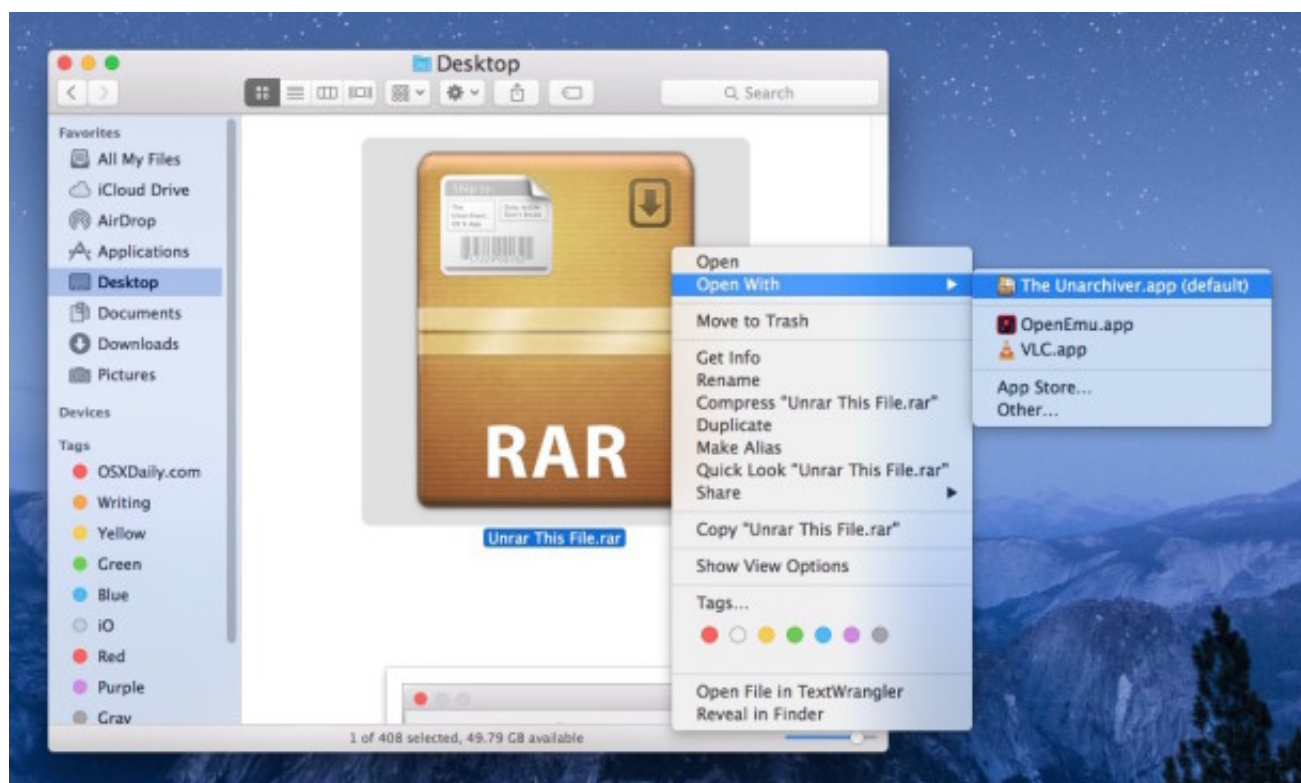 Desktop
Search
Favorites
All My Files
iCloud Drive
AirDrop
Applications
Desktop
Documents
Downloads
Pictures
Devices
Tags
OSXDaily.com
Writing
Yellow
Green
Blue
iO
Red
Purple
Gray
Ship to:
RAR
Unrar This File.rar
1 of 408 selected, 49.79 GB available
Open
Open With
Move to Trash
Get Info
Rename
Compress "Unrar This File.rar"
Duplicate
Make Alias
Quick Look "Unrar This File.rar"
Share
Copy "Unrar This File.rar"
Show View Options
Tags...
Open File in TextWrangler
Reveal in Finder
The Unarchiver.app (default)
OpenEmu.app
VLC.app
App Store...
Other...